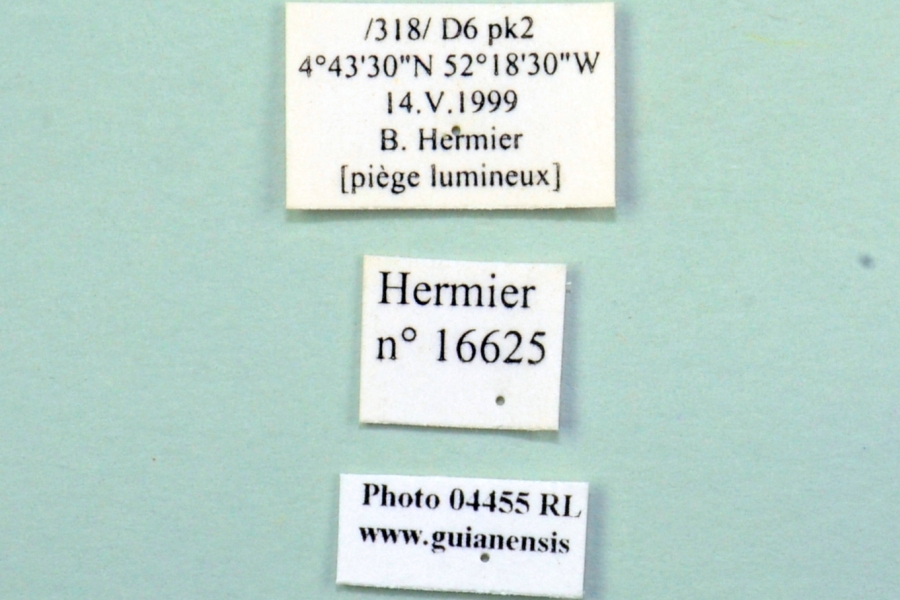 /318/ D6 pk2
4°43'30"N 52°18'30"W
14.V.1999
B. Hermier
[piège lumineux]
Hermier
n° 16625
Photo 04455 RL
www.guianensis